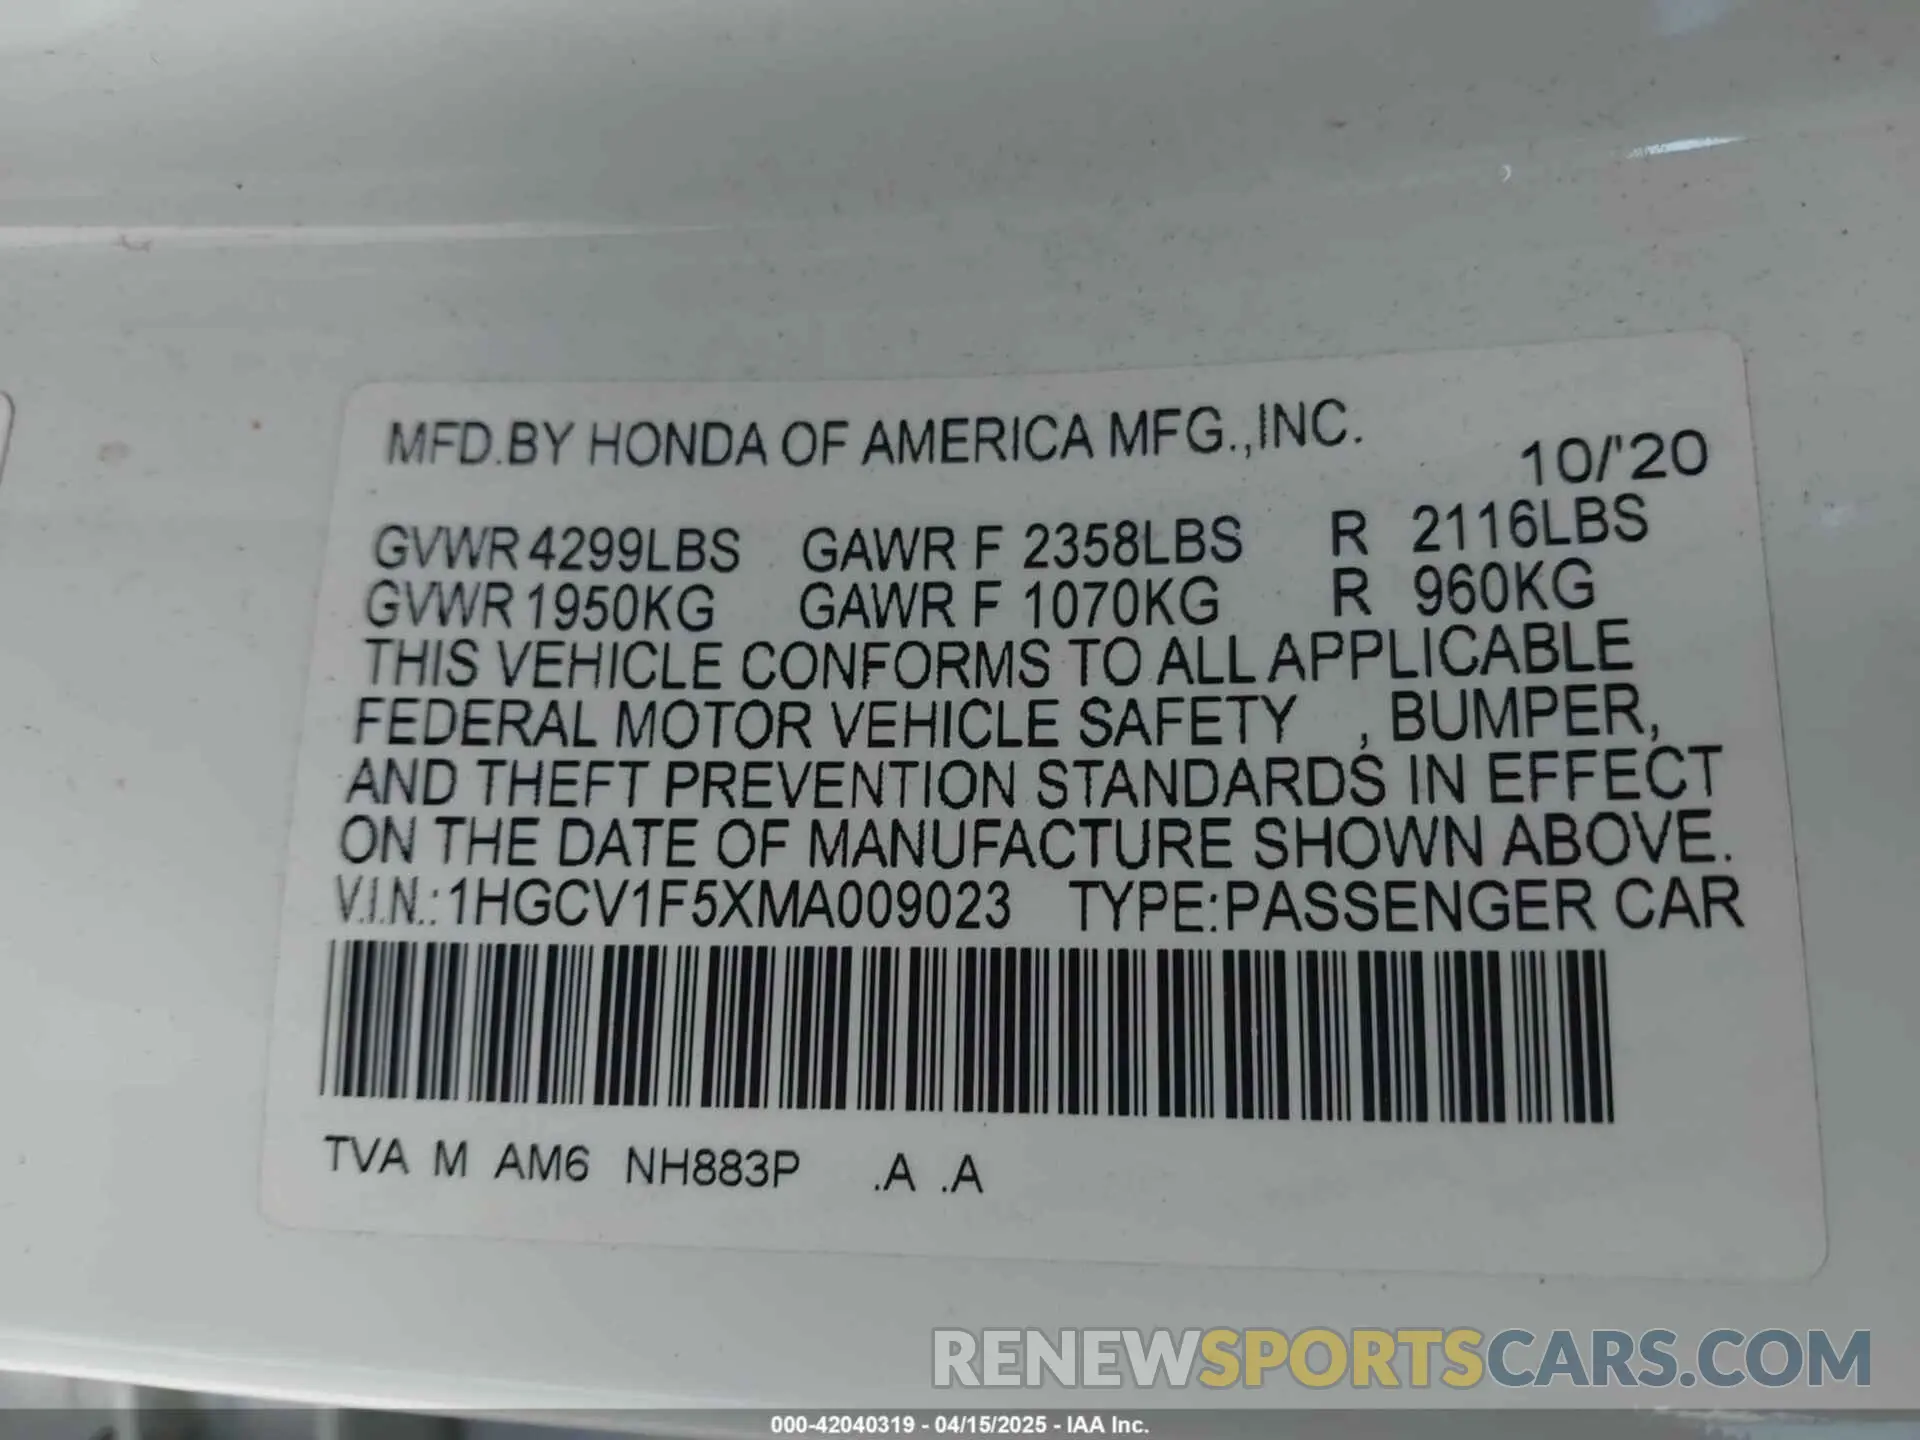 MFD.BY HONDA OF AMERICA MFG.,INC.
10/'20
GVWR 4299LBS GAWR F 2358LBS R 2116LBS
GVWR 1950KG GAWR F 1070KG R 960KG
THIS VEHICLE CONFORMS TO ALL APPLICABLE
FEDERAL MOTOR VEHICLE SAFETY , BUMPER,
AND THEFT PREVENTION STANDARDS IN EFFECT
ON THE DATE OF MANUFACTURE SHOWN ABOVE.
V.I.N.: 1HGCV1F5XMA009023 TYPE:PASSENGER CAR
TVA M AM6 NH883P .A .A
RENEWSPORTSCARS.COM
000-42040319 - 04/15/2025 - IAA Inc.